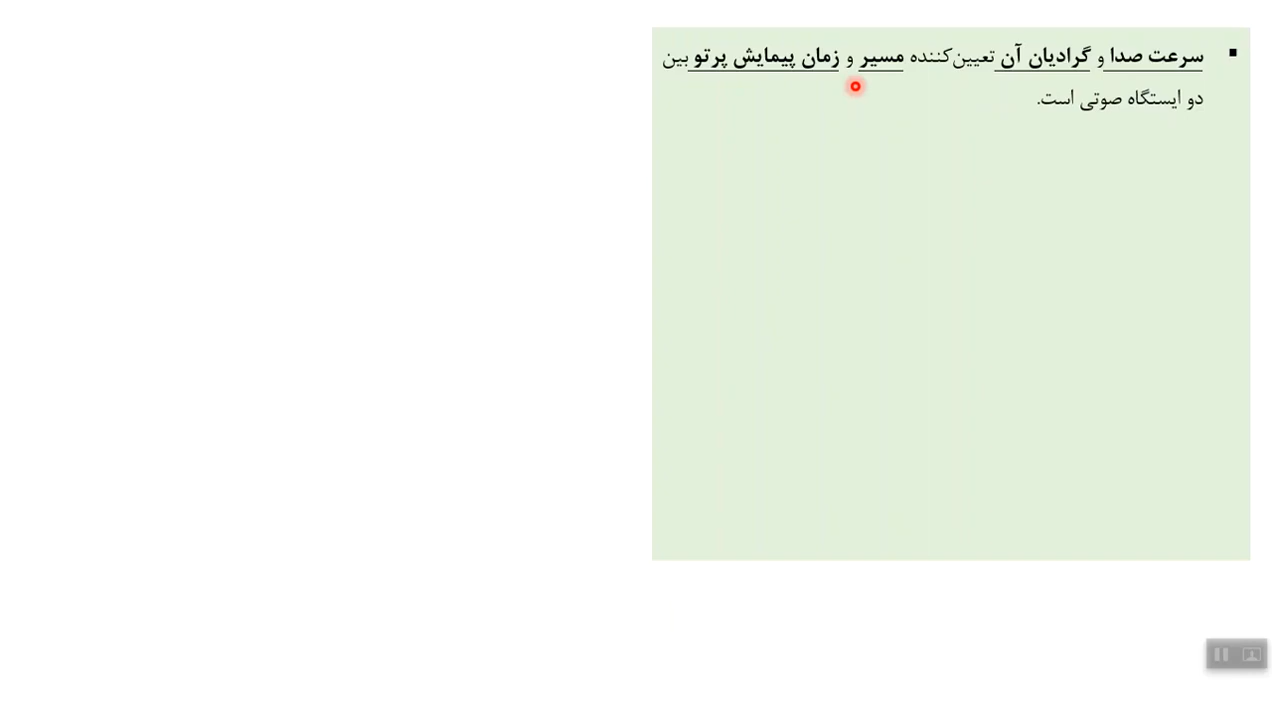 ▪ سرعت صدا و گرادیان آن تعیین‌کننده مسیر و زمان پیمایش پرتو بین
دو ایستگاه صوتی است.